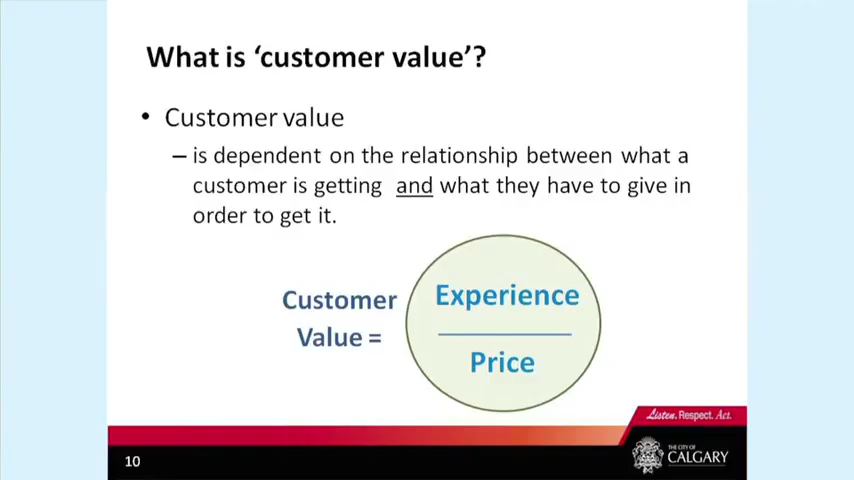 What is ‘customer value’?
• Customer value
– is dependent on the relationship between what a
customer is getting and what they have to give in
order to get it.
Customer
Value =
Experience
Price
Listen. Respect. Act.
10
THE CITY OF
CALGARY